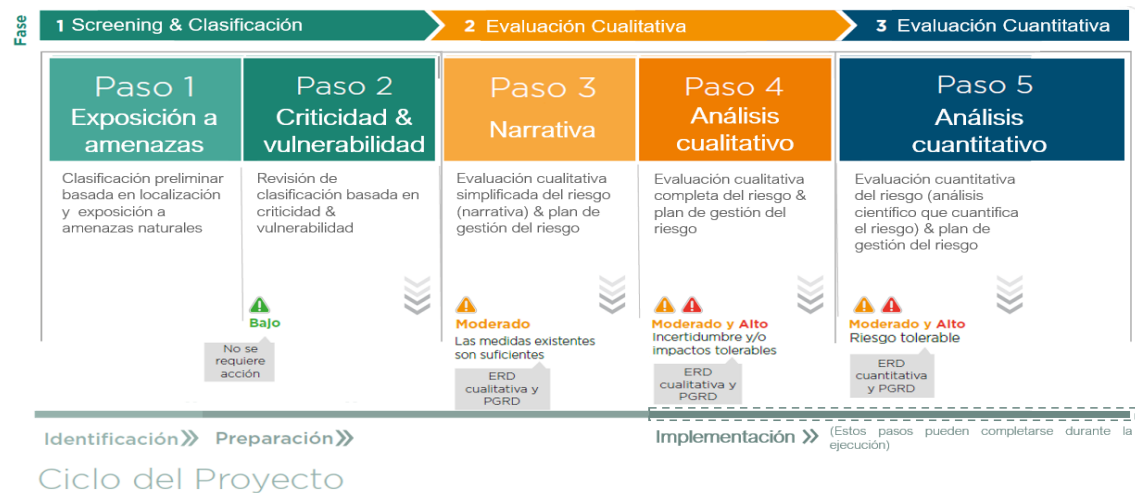 Fase
1 Screening & Clasificación
2 Evaluación Cualitativa
3 Evaluación Cuantitativa
Paso 1
Exposición a
amenazas
Paso 2
Criticidad &
vulnerabilidad
Paso 3
Narrativa
Paso 4
Análisis
cualitativo
Paso 5
Análisis
cuantitativo
Clasificación preliminar
basada en localización
y exposición a
amenazas naturales
Revisión de
clasificación basada en
criticidad &
vulnerabilidad
Evaluación cualitativa
simplificada del riesgo
(narrativa) & plan de
gestión del riesgo
Evaluación cualitativa
completa del riesgo &
plan de gestión del
riesgo
Evaluación cuantitativa
del riesgo (análisis
científico que cuantifica
el riesgo) & plan de
gestión del riesgo
Bajo
No se
requiere
acción
Moderado
Las medidas existentes
son suficientes
ERD
cualitativa y
PGRD
Moderado y Alto
Incertidumbre y/o
impactos tolerables
ERD
cualitativa y
PGRD
Moderado y Alto
Riesgo tolerable
ERD
cuantitativa
y PGRD
Identificación
Preparación
Implementación
(Estos pasos pueden completarse durante la
ejecución)
Ciclo del Proyecto